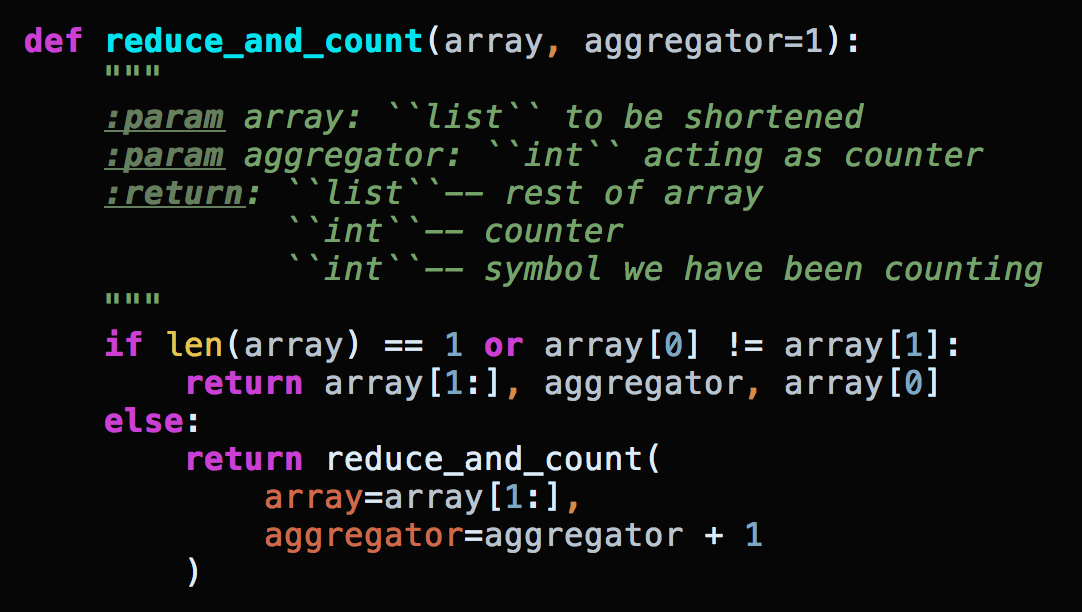 def reduce_and_count(array, aggregator=1):
    """
    :param array: ``list`` to be shortened
    :param aggregator: ``int`` acting as counter
    :return: ``list``-- rest of array
             ``int``-- counter
             ``int``-- symbol we have been counting
    """
    if len(array) == 1 or array[0] != array[1]:
        return array[1:], aggregator, array[0]
    else:
        return reduce_and_count(
            array=array[1:],
            aggregator=aggregator + 1
        )